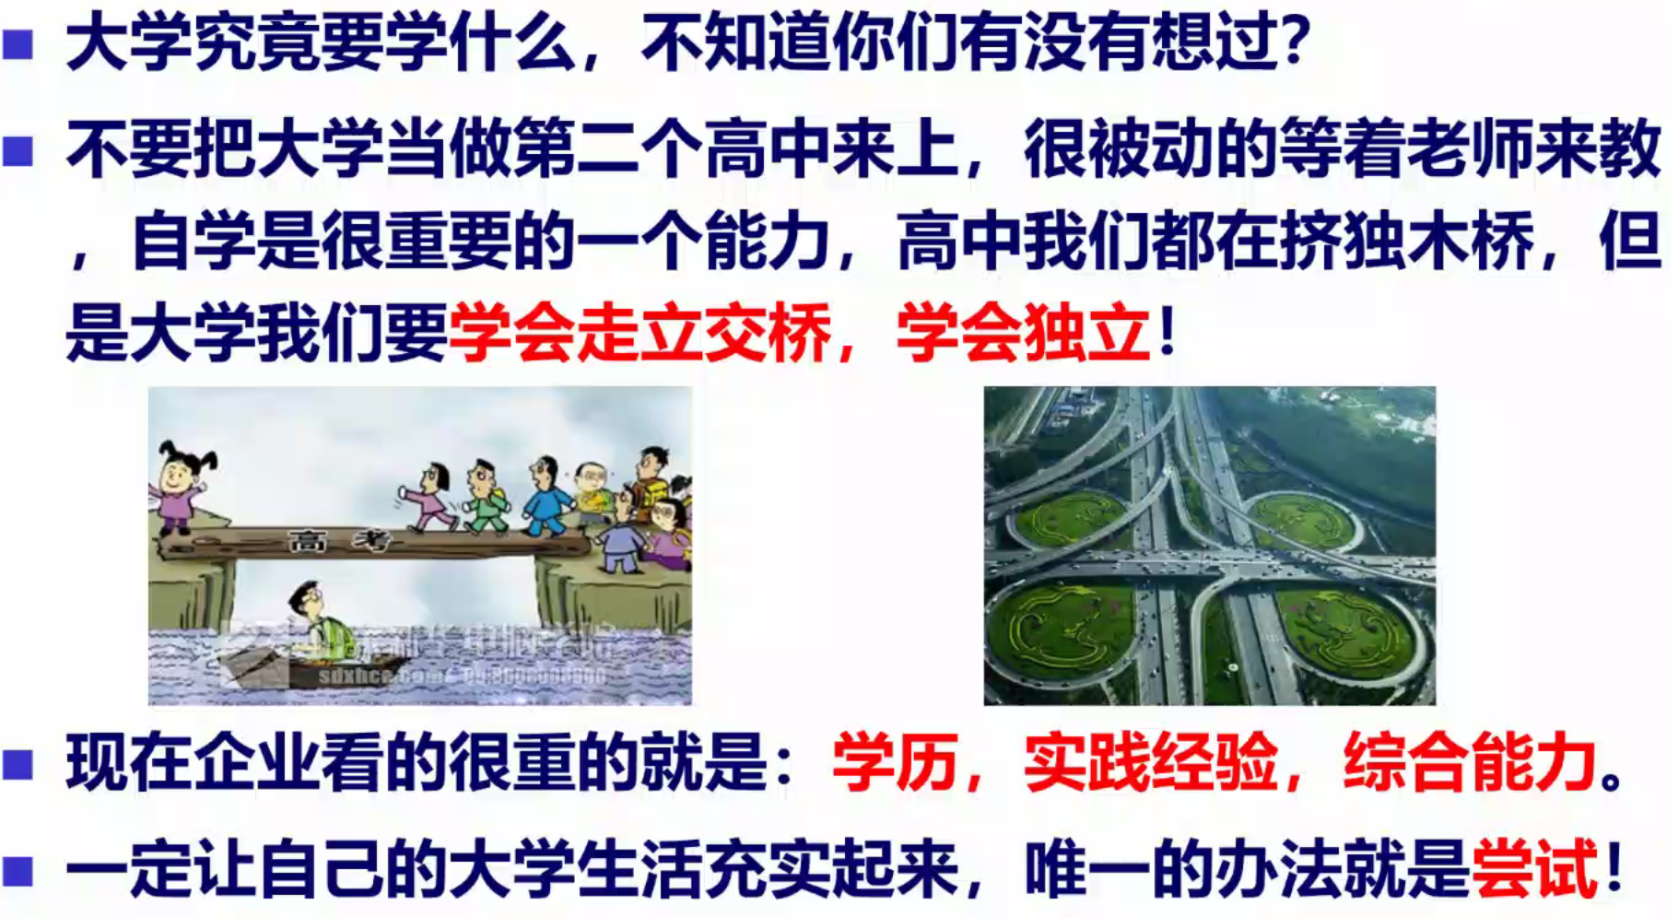 大学究竟要学什么，不知道你们有没有想过？
不要把大学当做第二个高中来上，很被动的等着老师来教
，自学是很重要的一个能力，高中我们都在挤独木桥，但
是大学我们要学会走立交桥，学会独立！
高考
sdxhce.com
现在企业看的很重的就是：学历，实践经验，综合能力。
一定让自己的大学生活充实起来，唯一的办法就是尝试！